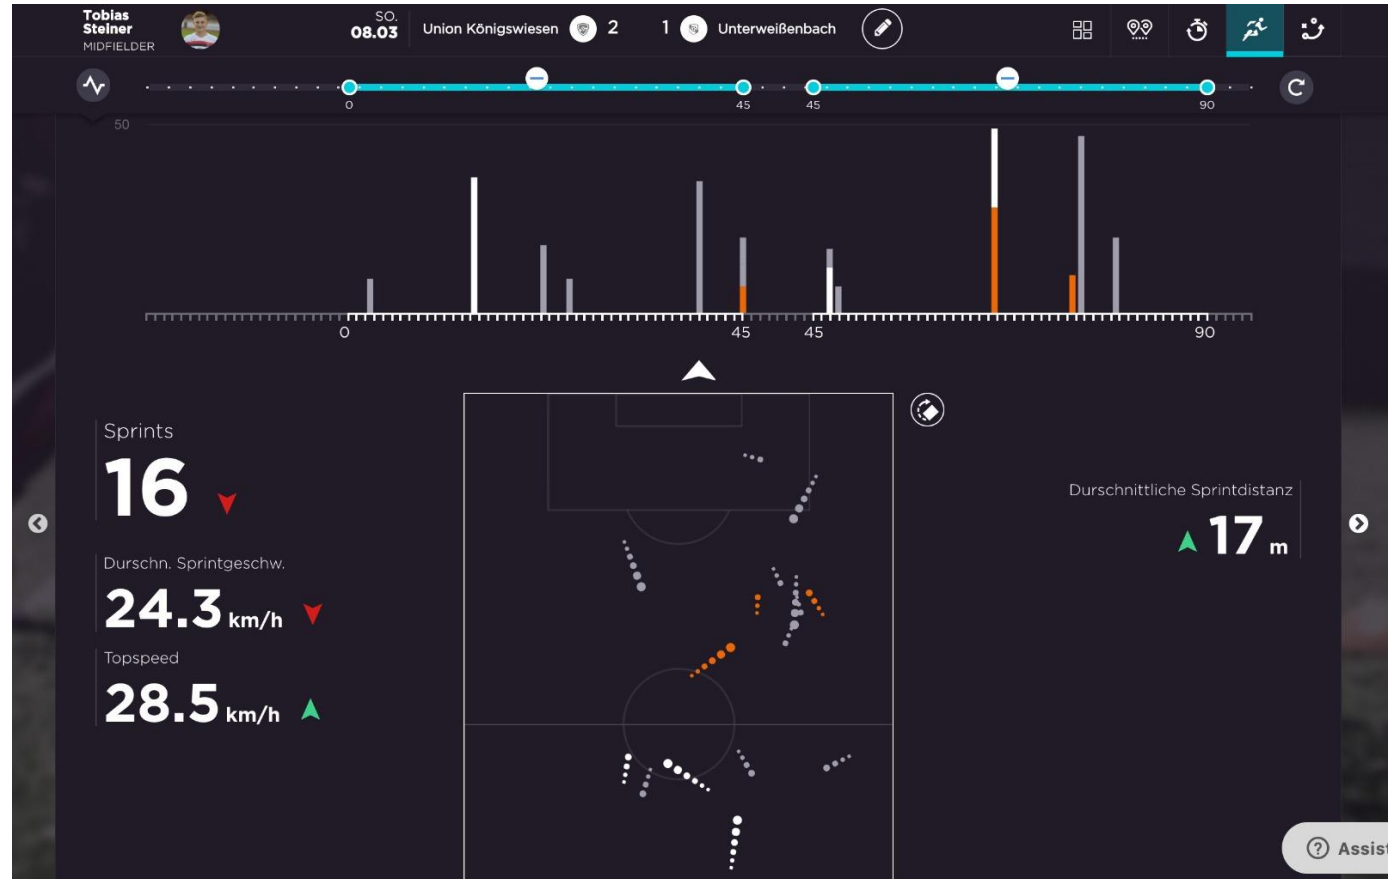 Tobias
Steiner
MIDFIELDER
SO.
08.03
Union Königswiesen 2 1 Unterweißenbach
0 45 45 90
50
0 45 45 90
Sprints
16
Durschn. Sprintgeschw.
24.3 km/h
Topspeed
28.5 km/h
Durschnittliche Sprintdistanz
17 m
? Assist